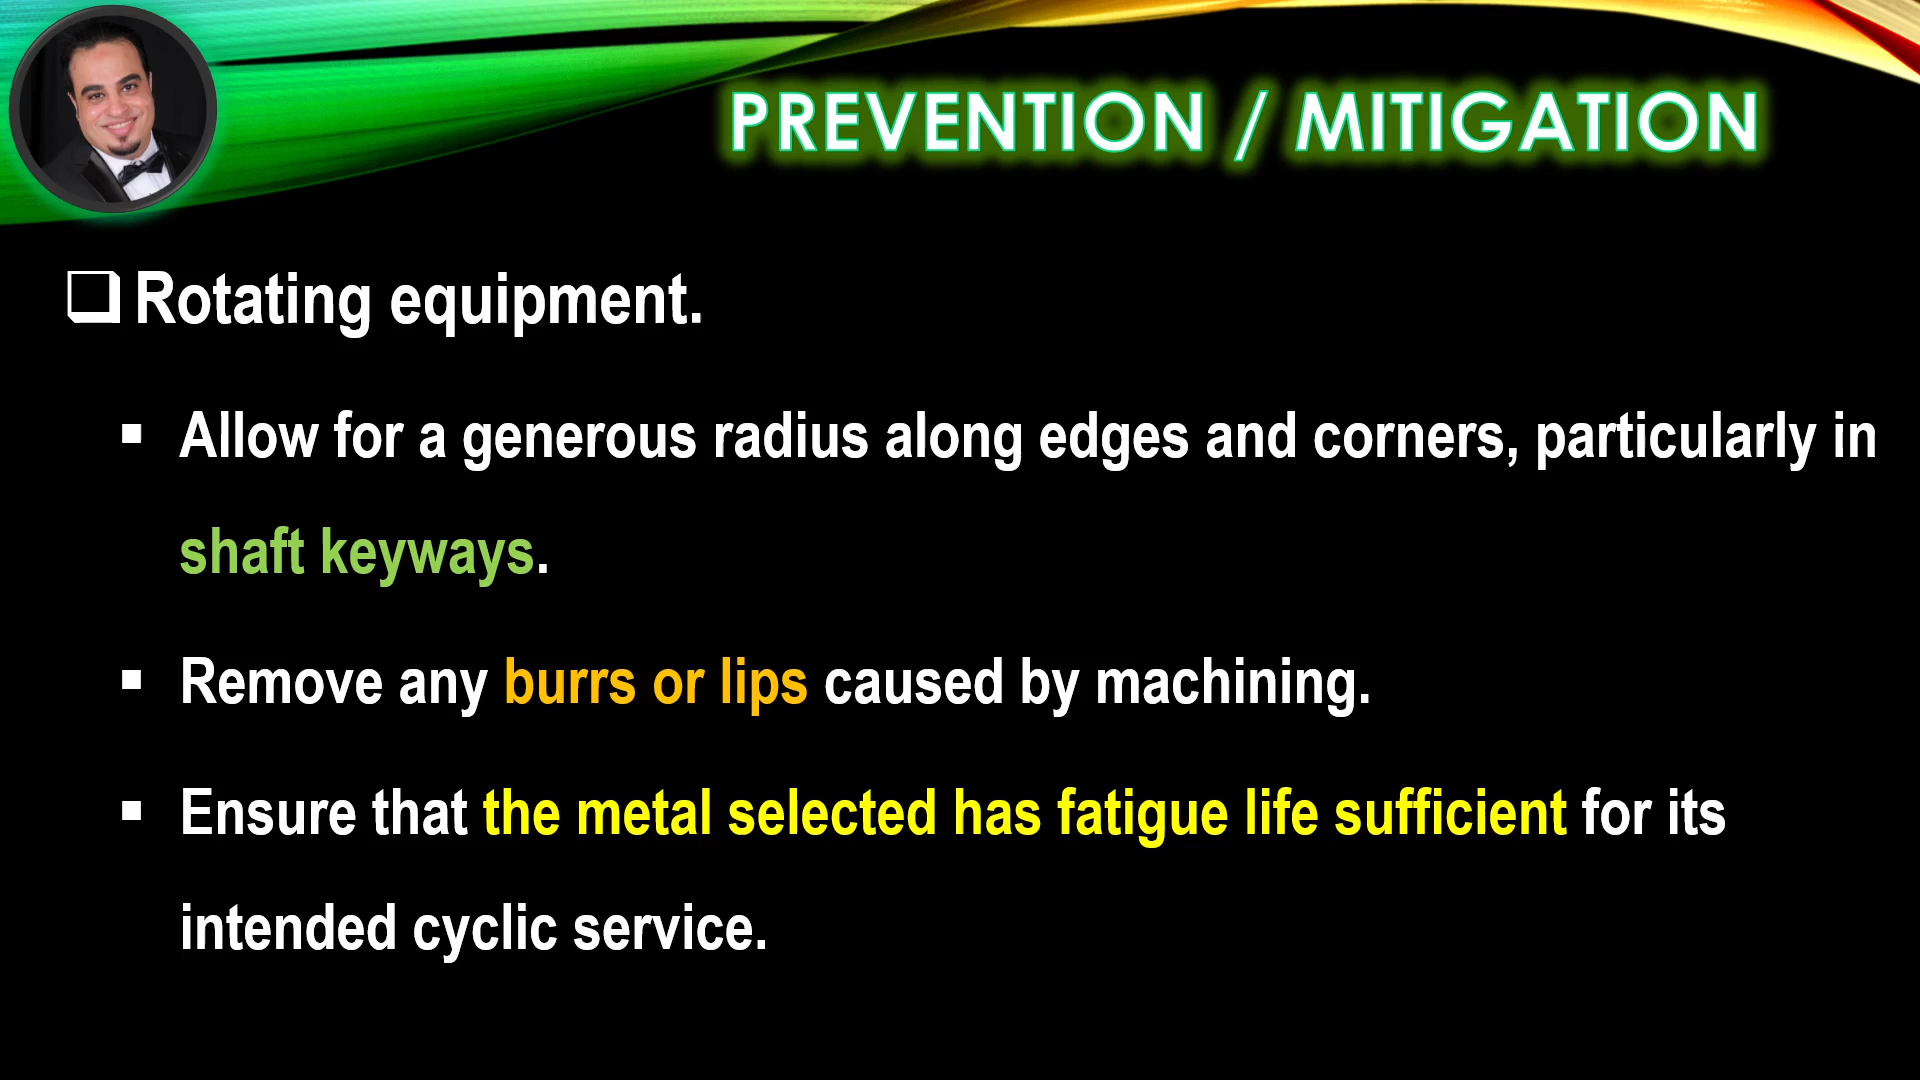 PREVENTION / MITIGATION
Rotating equipment.
Allow for a generous radius along edges and corners, particularly in
shaft keyways.
Remove any burrs or lips caused by machining.
Ensure that the metal selected has fatigue life sufficient for its
intended cyclic service.